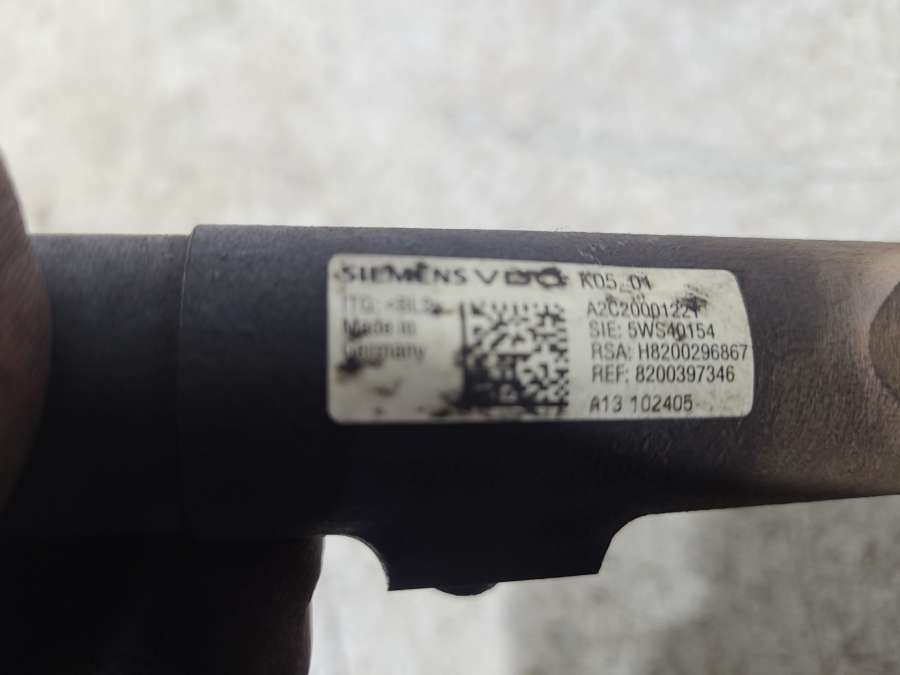 SIEMENS VDO K05_01
Made in
Germany
A2C20001221
SIE: 5WS40154
RSA: H8200296867
REF: 8200397346
A13 102405